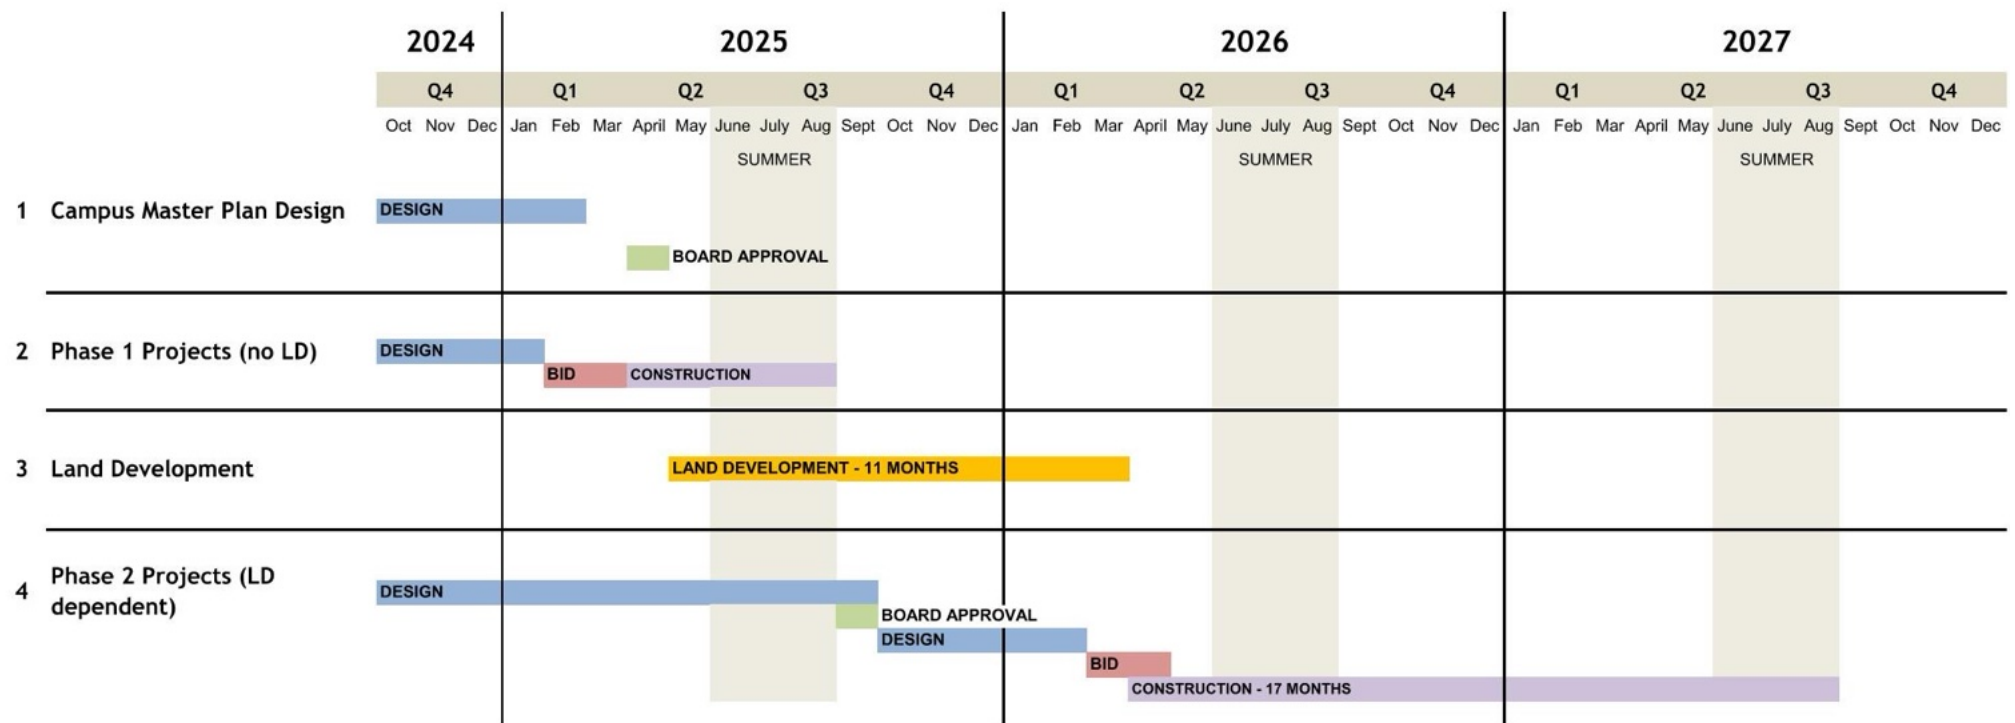 2024 2025 2026 2027
Q4 Q1 Q2 Q3 Q4 Q1 Q2 Q3 Q4 Q1 Q2 Q3 Q4
Oct Nov Dec Jan Feb Mar April May June July Aug Sept Oct Nov Dec Jan Feb Mar April May June July Aug Sept Oct Nov Dec Jan Feb Mar April May June July Aug Sept Oct Nov Dec
SUMMER SUMMER SUMMER
1 Campus Master Plan Design DESIGN
BOARD APPROVAL
2 Phase 1 Projects (no LD) DESIGN
BID CONSTRUCTION
3 Land Development LAND DEVELOPMENT - 11 MONTHS
4 Phase 2 Projects (LD
dependent)
DESIGN
BOARD APPROVAL
DESIGN
BID
CONSTRUCTION - 17 MONTHS